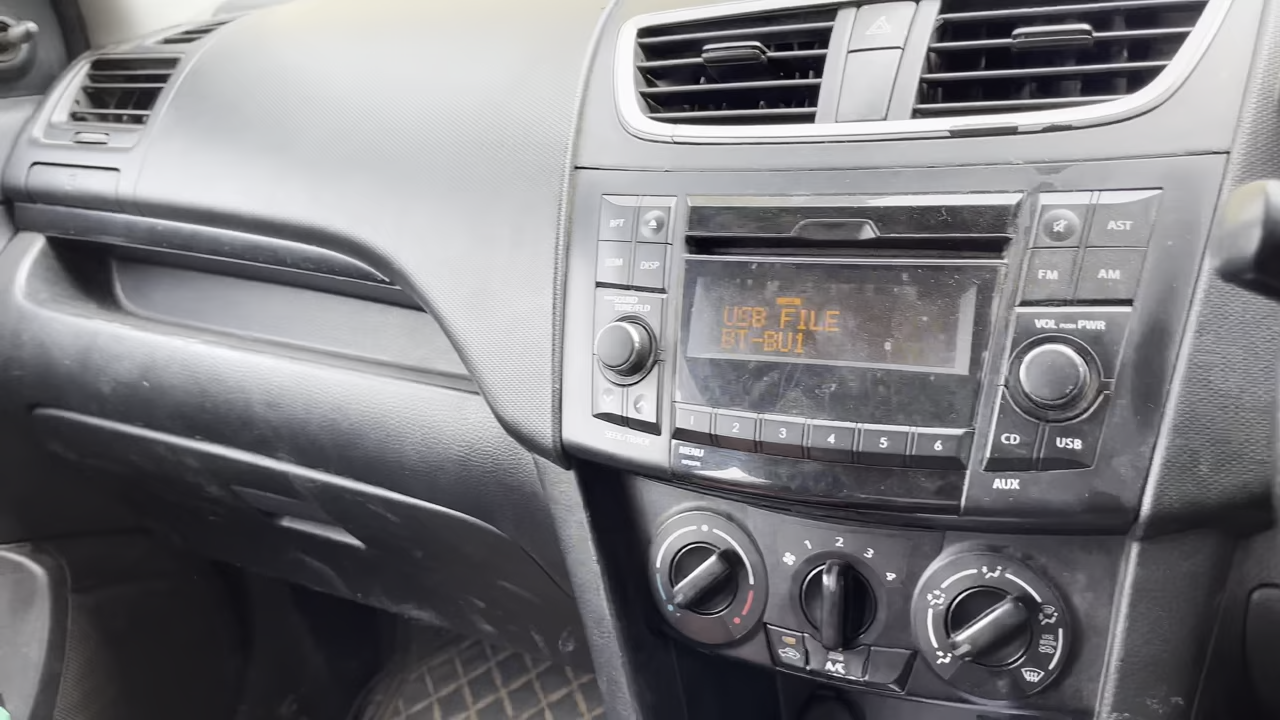 RPT
RDM
DISP
SOUND
SEEK/TRACK
USB FILE
BT-BU1
1 2 3 4 5 6
MENU
AST
FM
AM
VOL PUSH PWR
CD
USB
AUX
1 2 3 4
A/C